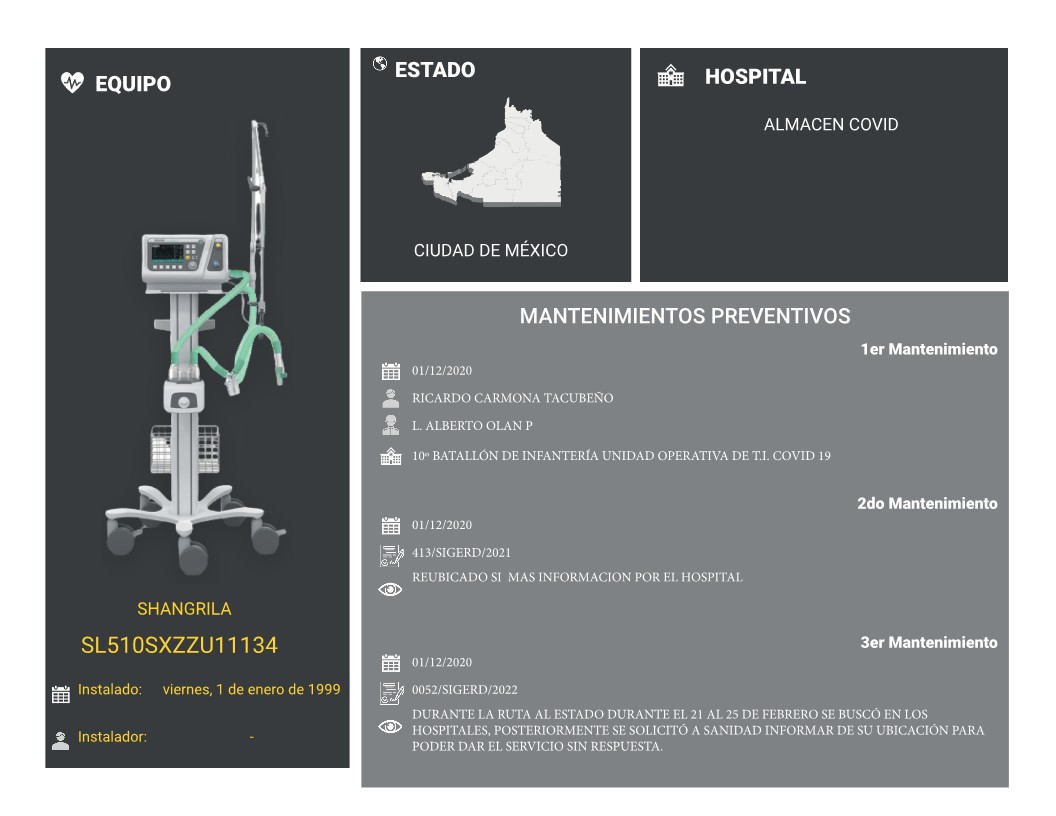 EQUIPO
SHANGRILA
SL510SXZZU11134
Instalado: viernes, 1 de enero de 1999
Instalador: -
ESTADO
CIUDAD DE MÉXICO
HOSPITAL
ALMACEN COVID
MANTENIMIENTOS PREVENTIVOS
1er Mantenimiento
01/12/2020
RICARDO CARMONA TACUBEÑO
L. ALBERTO OLAN P
10º BATALLÓN DE INFANTERÍA UNIDAD OPERATIVA DE T.I. COVID 19
2do Mantenimiento
01/12/2020
413/SIGERD/2021
REUBICADO SI MAS INFORMACION POR EL HOSPITAL
3er Mantenimiento
01/12/2020
0052/SIGERD/2022
DURANTE LA RUTA AL ESTADO DURANTE EL 21 AL 25 DE FEBRERO SE BUSCÓ EN LOS
HOSPITALES, POSTERIORMENTE SE SOLICITÓ A SANIDAD INFORMAR DE SU UBICACIÓN PARA
PODER DAR EL SERVICIO SIN RESPUESTA.